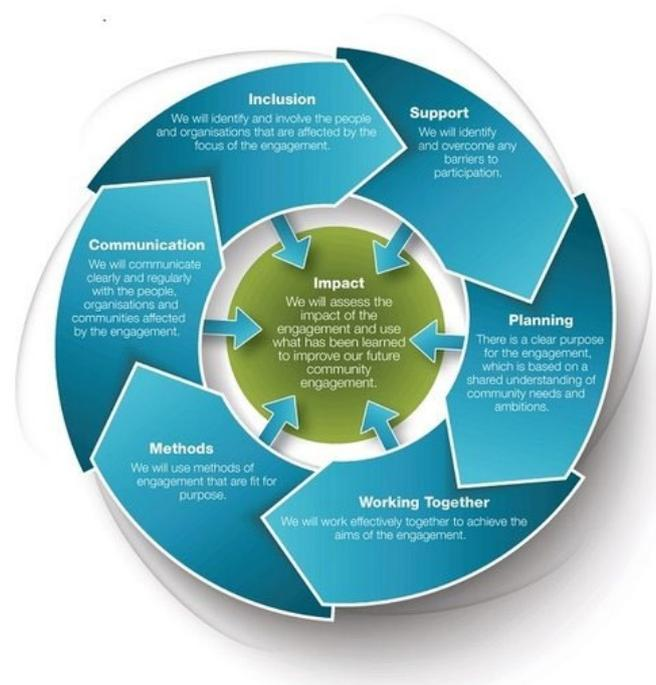 Inclusion
We will identify and involve the people
and organisations that are affected by the
focus of the engagement.
Support
We will identify
and overcome any
barriers to
participation.
Planning
There is a clear purpose
for the engagement,
which is based on a
shared understanding of
community needs and
ambitions.
Working Together
We will work effectively together to achieve the
aims of the engagement.
Methods
We will use methods of
engagement that are fit for
purpose.
Communication
We will communicate
clearly and regularly
with the people,
organisations and
communities affected
by the engagement.
Impact
We will assess the
impact of the
engagement and use
what has been learned
to improve our future
community
engagement.